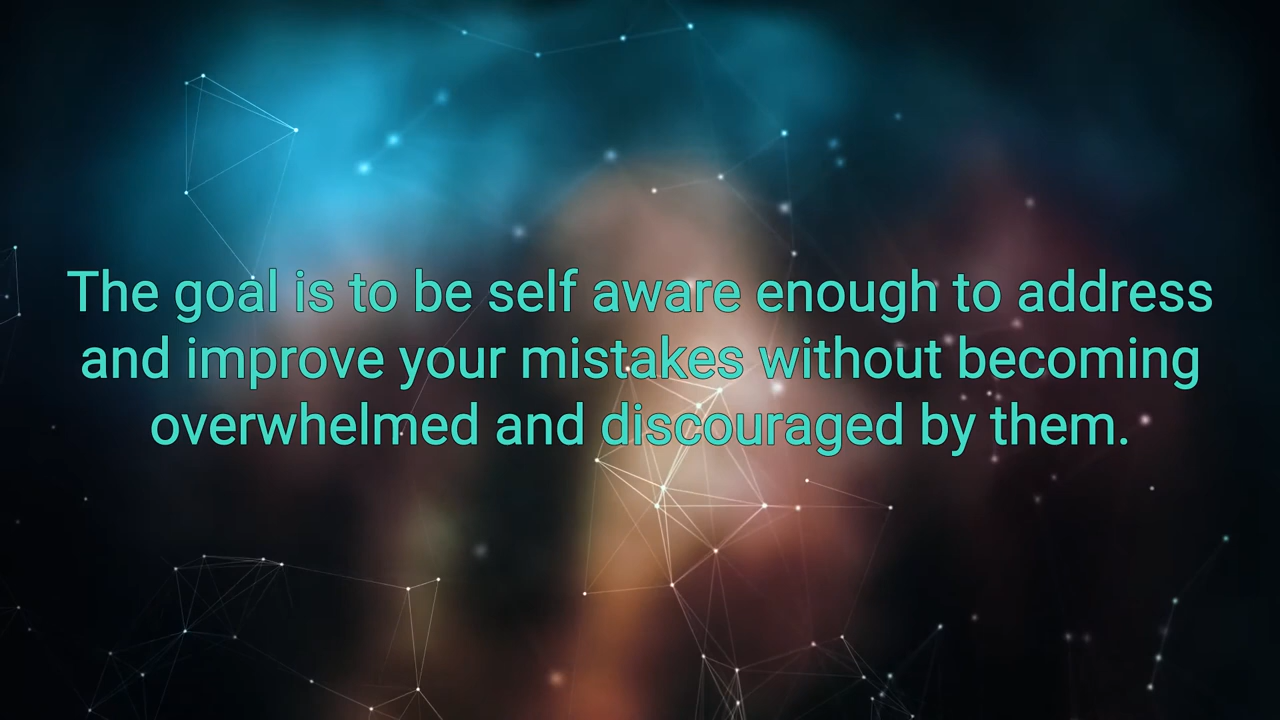 The goal is to be self aware enough to address
and improve your mistakes without becoming
overwhelmed and discouraged by them.